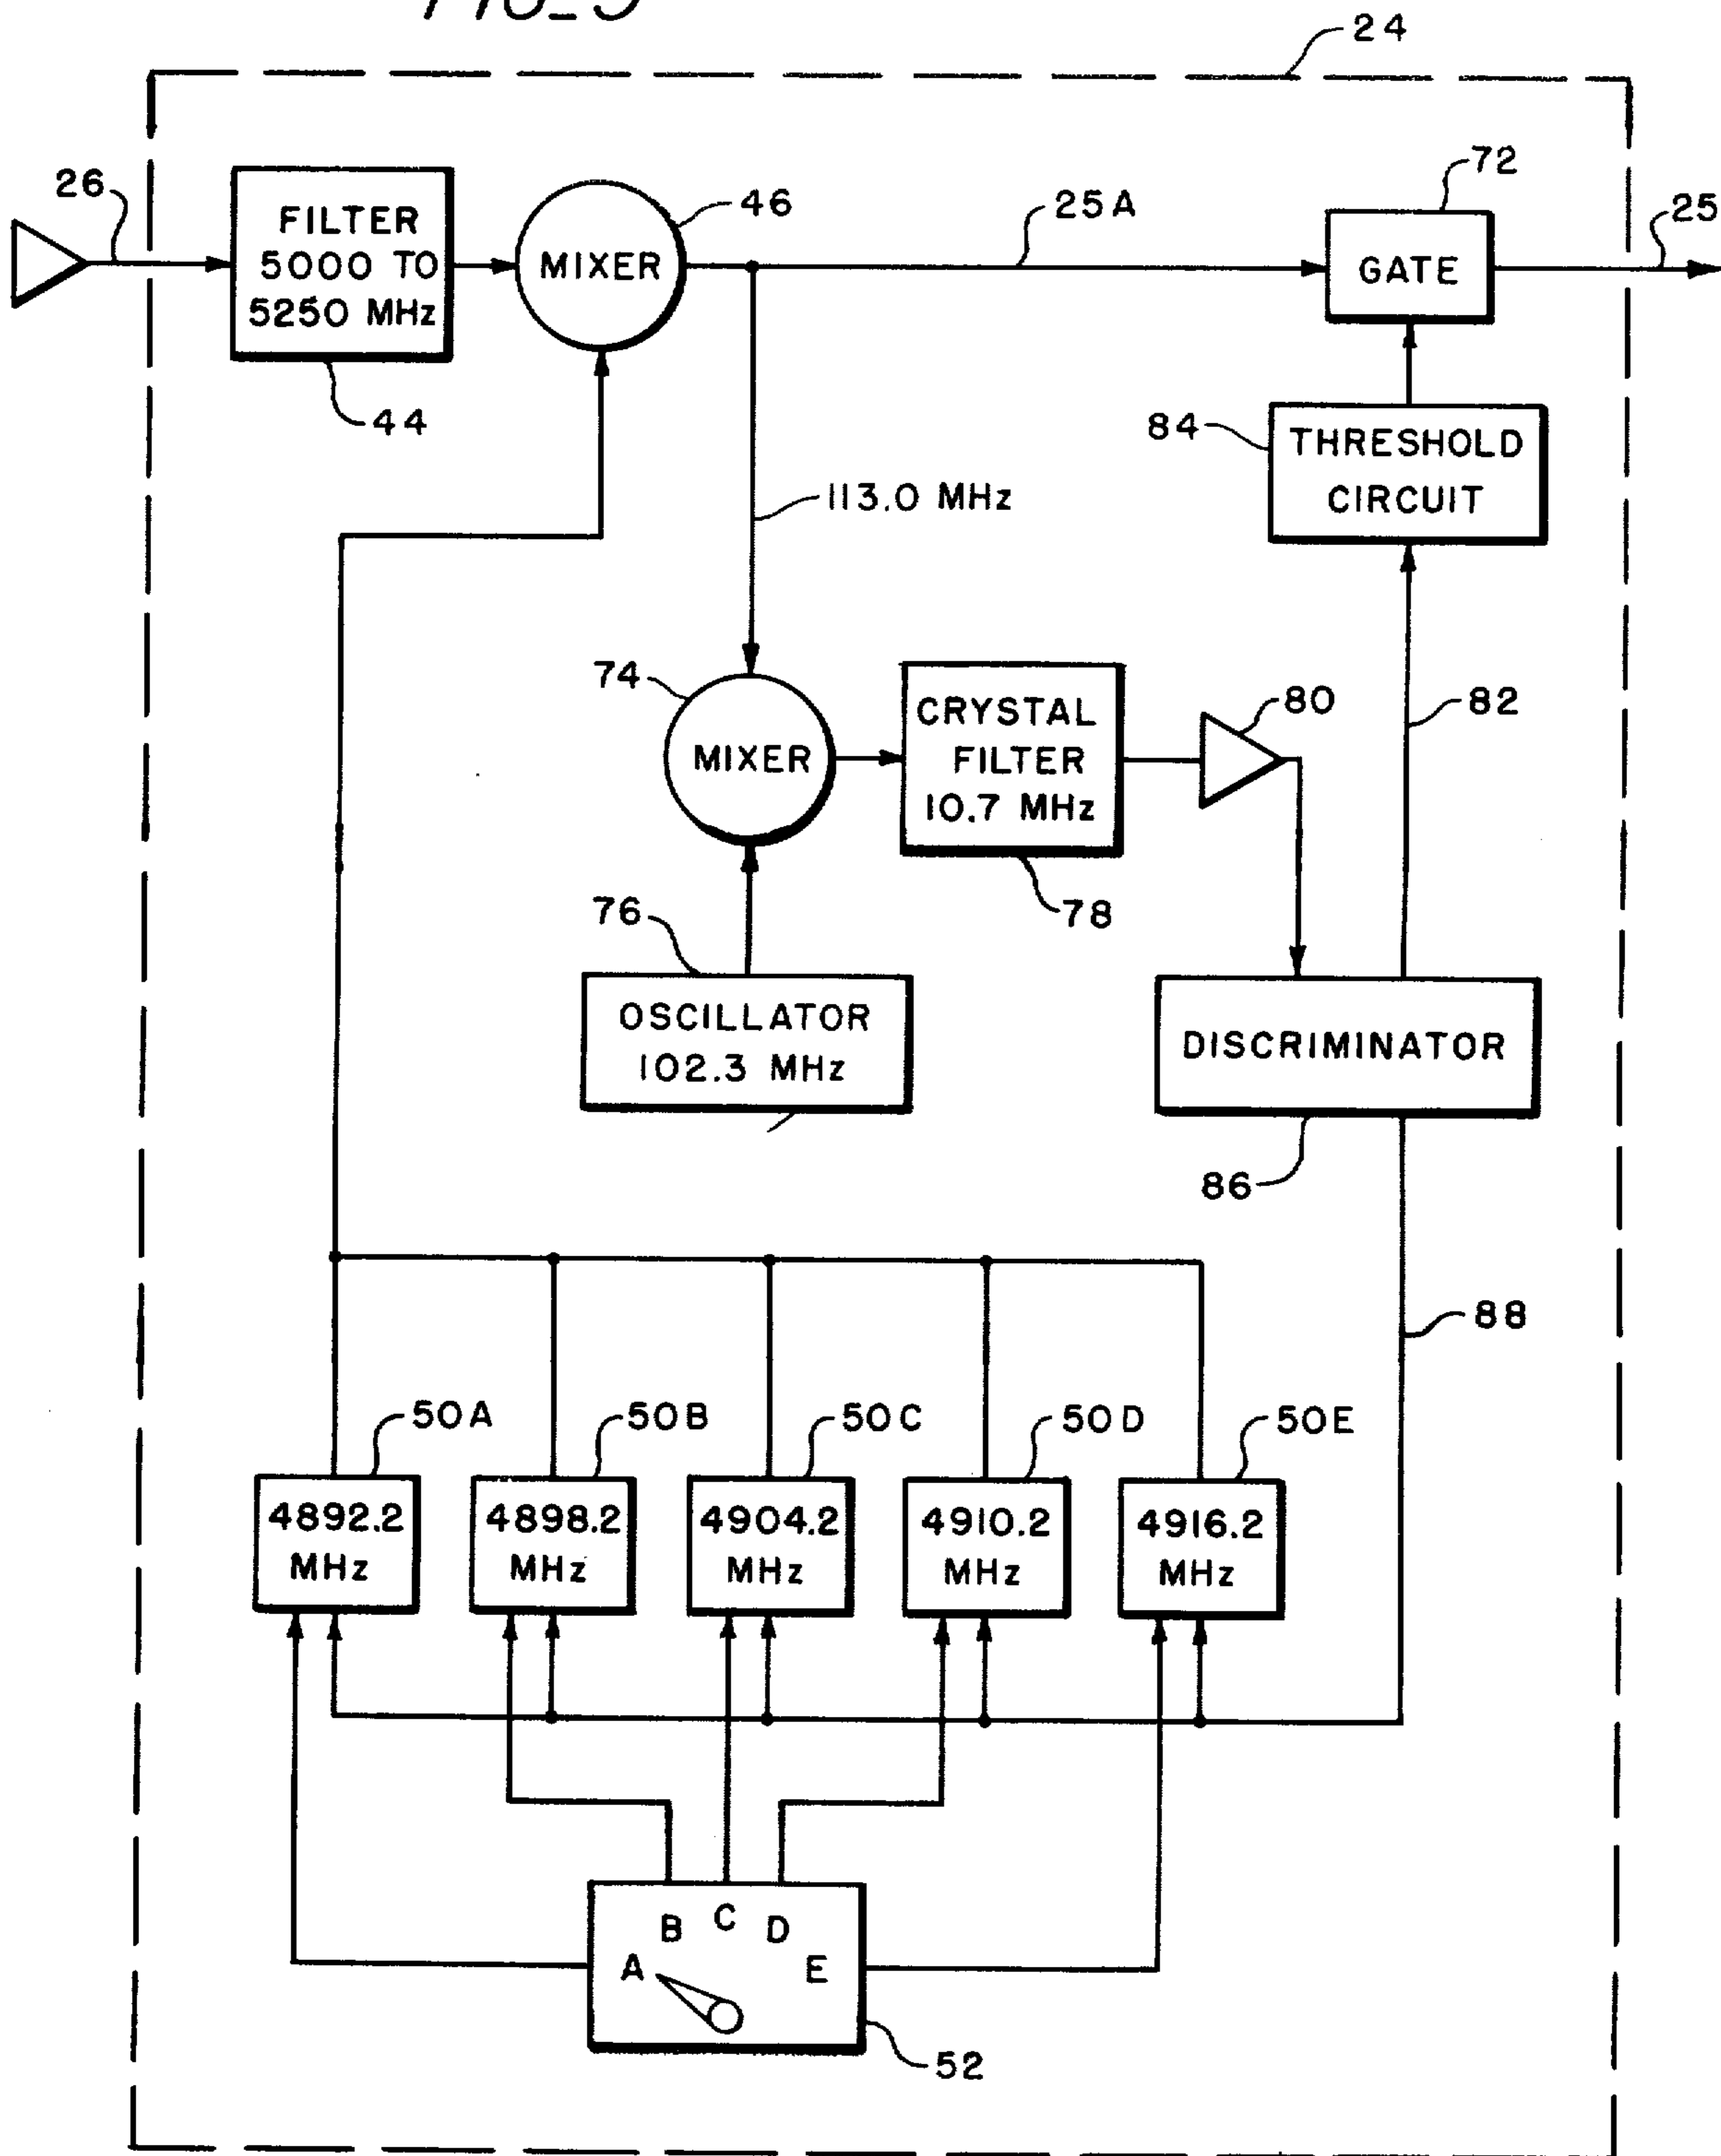 FIG_5
24
26
FILTER
5000 TO
5250 MHz
44
MIXER
46
25A
72
GATE
25
84
THRESHOLD
CIRCUIT
113.0 MHz
74
MIXER
CRYSTAL
FILTER
10.7 MHz
80
82
78
76
OSCILLATOR
102.3 MHz
DISCRIMINATOR
86
88
50A
50B
50C
50D
50E
4892.2
MHz
4898.2
MHz
4904.2
MHz
4910.2
MHz
4916.2
MHz
A
B
C
D
E
52